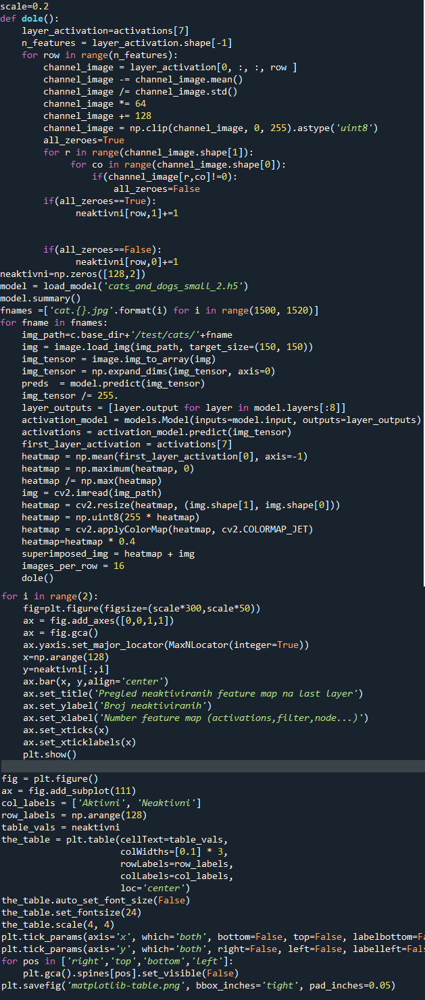 scale=0.2
def dole():
    layer_activation=activations[7]
    n_features = layer_activation.shape[-1]
    for row in range(n_features):
        channel_image = layer_activation[0, :, :, row ]
        channel_image -= channel_image.mean()
        channel_image /= channel_image.std()
        channel_image *= 64
        channel_image += 128
        channel_image = np.clip(channel_image, 0, 255).astype('uint8')
        all_zeroes=True
        for r in range(channel_image.shape[1]):
             for co in range(channel_image.shape[0]):
                 if(channel_image[r,co]!=0):
                     all_zeroes=False
        if(all_zeroes==True):
              neaktivni[row,1]+=1
        if(all_zeroes==False):
              neaktivni[row,0]+=1
neaktivni=np.zeros([128,2])
model = load_model('cats_and_dogs_small_2.h5')
model.summary()
fnames =['cat.{}.jpg'.format(i) for i in range(1500, 1520)]
for fname in fnames:
    img_path=c.base_dir+'/test/cats/'+fname
    img = image.load_img(img_path, target_size=(150, 150))
    img_tensor = image.img_to_array(img)
    img_tensor = np.expand_dims(img_tensor, axis=0)
    preds  = model.predict(img_tensor)
    img_tensor /= 255.
    layer_outputs = [layer.output for layer in model.layers[:8]]
    activation_model = models.Model(inputs=model.input, outputs=layer_outputs)
    activations = activation_model.predict(img_tensor)
    first_layer_activation = activations[7]
    heatmap = np.mean(first_layer_activation[0], axis=-1)
    heatmap = np.maximum(heatmap, 0)
    heatmap /= np.max(heatmap)
    img = cv2.imread(img_path)
    heatmap = cv2.resize(heatmap, (img.shape[1], img.shape[0]))
    heatmap = np.uint8(255 * heatmap)
    heatmap = cv2.applyColorMap(heatmap, cv2.COLORMAP_JET)
    heatmap=heatmap * 0.4
    superimposed_img = heatmap + img
    images_per_row = 16
    dole()
for i in range(2):
    fig=plt.figure(figsize=(scale*300,scale*50))
    ax = fig.add_axes([0,0,1,1])
    ax = fig.gca()
    ax.yaxis.set_major_locator(MaxNLocator(integer=True))
    x=np.arange(128)
    y=neaktivni[:,i]
    ax.bar(x, y,align='center')
    ax.set_title('Pregled neaktiviranih feature map na last layer')
    ax.set_ylabel('Broj neaktiviranih')
    ax.set_xlabel('Number feature map (activations,filter,node...)')
    ax.set_xticks(x)
    ax.set_xticklabels(x)
    plt.show()
fig = plt.figure()
ax = fig.add_subplot(111)
col_labels = ['Aktivni', 'Neaktivni']
row_labels = np.arange(128)
table_vals = neaktivni
the_table = plt.table(cellText=table_vals,
                      colWidths=[0.1] * 3,
                      rowLabels=row_labels,
                      colLabels=col_labels,
                      loc='center')
the_table.auto_set_font_size(False)
the_table.set_fontsize(24)
the_table.scale(4, 4)
plt.tick_params(axis='x', which='both', bottom=False, top=False, labelbottom=Fa
plt.tick_params(axis='y', which='both', right=False, left=False, labelleft=Fals
for pos in ['right','top','bottom','left']:
    plt.gca().spines[pos].set_visible(False)
plt.savefig('matplotlib-table.png', bbox_inches='tight', pad_inches=0.05)